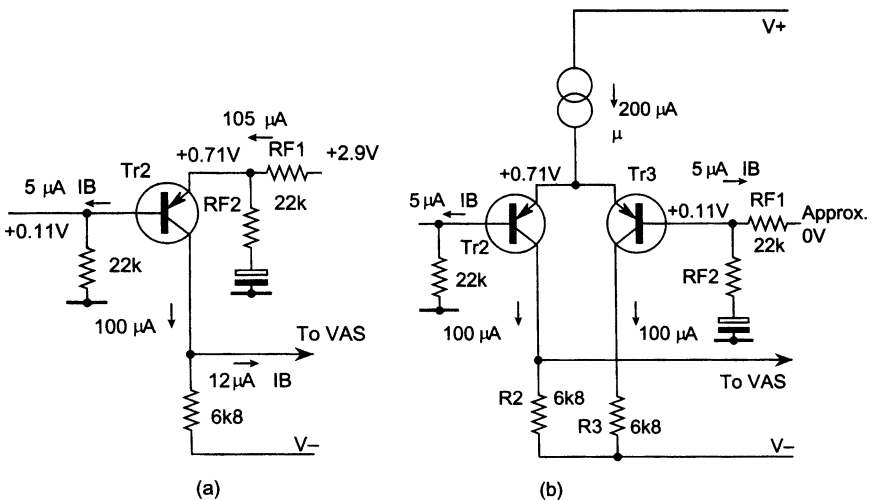 V+
200 µA
µ
105 µA
+0.71V
RF1
+2.9V
Tr2
5 µA IB
RF2
22k
+0.11V
22k
100 µA
To VAS
12µA IB
6k8
V–
(a)
+0.71V
Tr3
5 µA IB
5 µA IB
RF1
Approx.
0V
+0.11V
22k
Tr2
22k
RF2
100 µA
100 µA
To VAS
R2
6k8
R3
6k8
V–
(b)